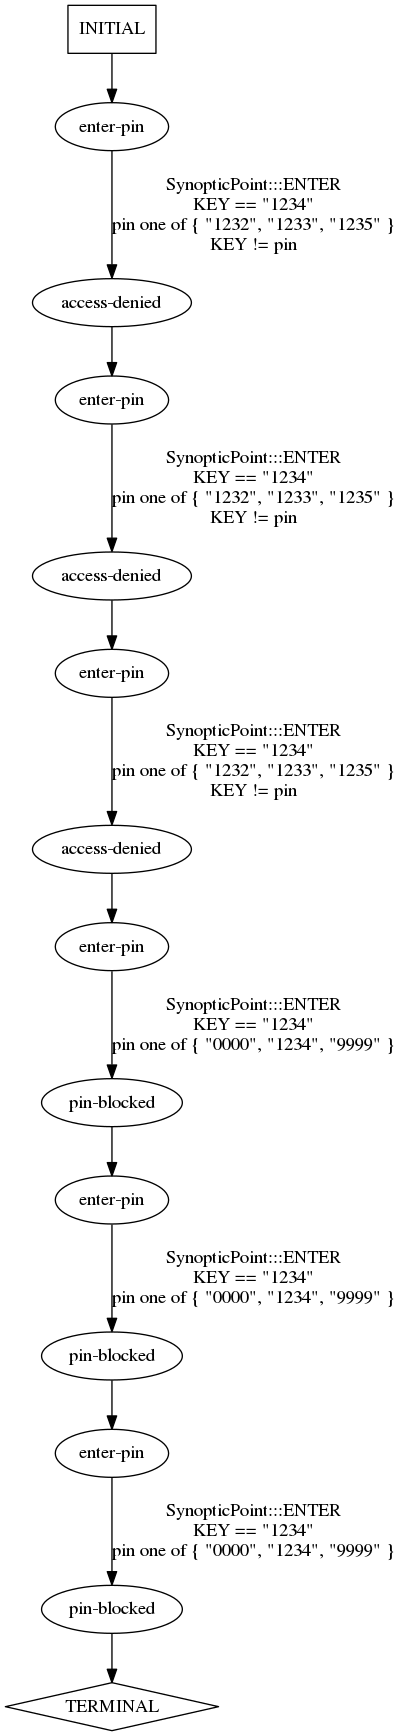 INITIAL
enter-pin
SynopticPoint:::ENTER
KEY == "1234"
pin one of { "1232", "1233", "1235" }
KEY != pin
access-denied
enter-pin
SynopticPoint:::ENTER
KEY == "1234"
pin one of { "1232", "1233", "1235" }
KEY != pin
access-denied
enter-pin
SynopticPoint:::ENTER
KEY == "1234"
pin one of { "1232", "1233", "1235" }
KEY != pin
access-denied
enter-pin
SynopticPoint:::ENTER
KEY == "1234"
pin one of { "0000", "1234", "9999" }
pin-blocked
enter-pin
SynopticPoint:::ENTER
KEY == "1234"
pin one of { "0000", "1234", "9999" }
pin-blocked
enter-pin
SynopticPoint:::ENTER
KEY == "1234"
pin one of { "0000", "1234", "9999" }
pin-blocked
TERMINAL